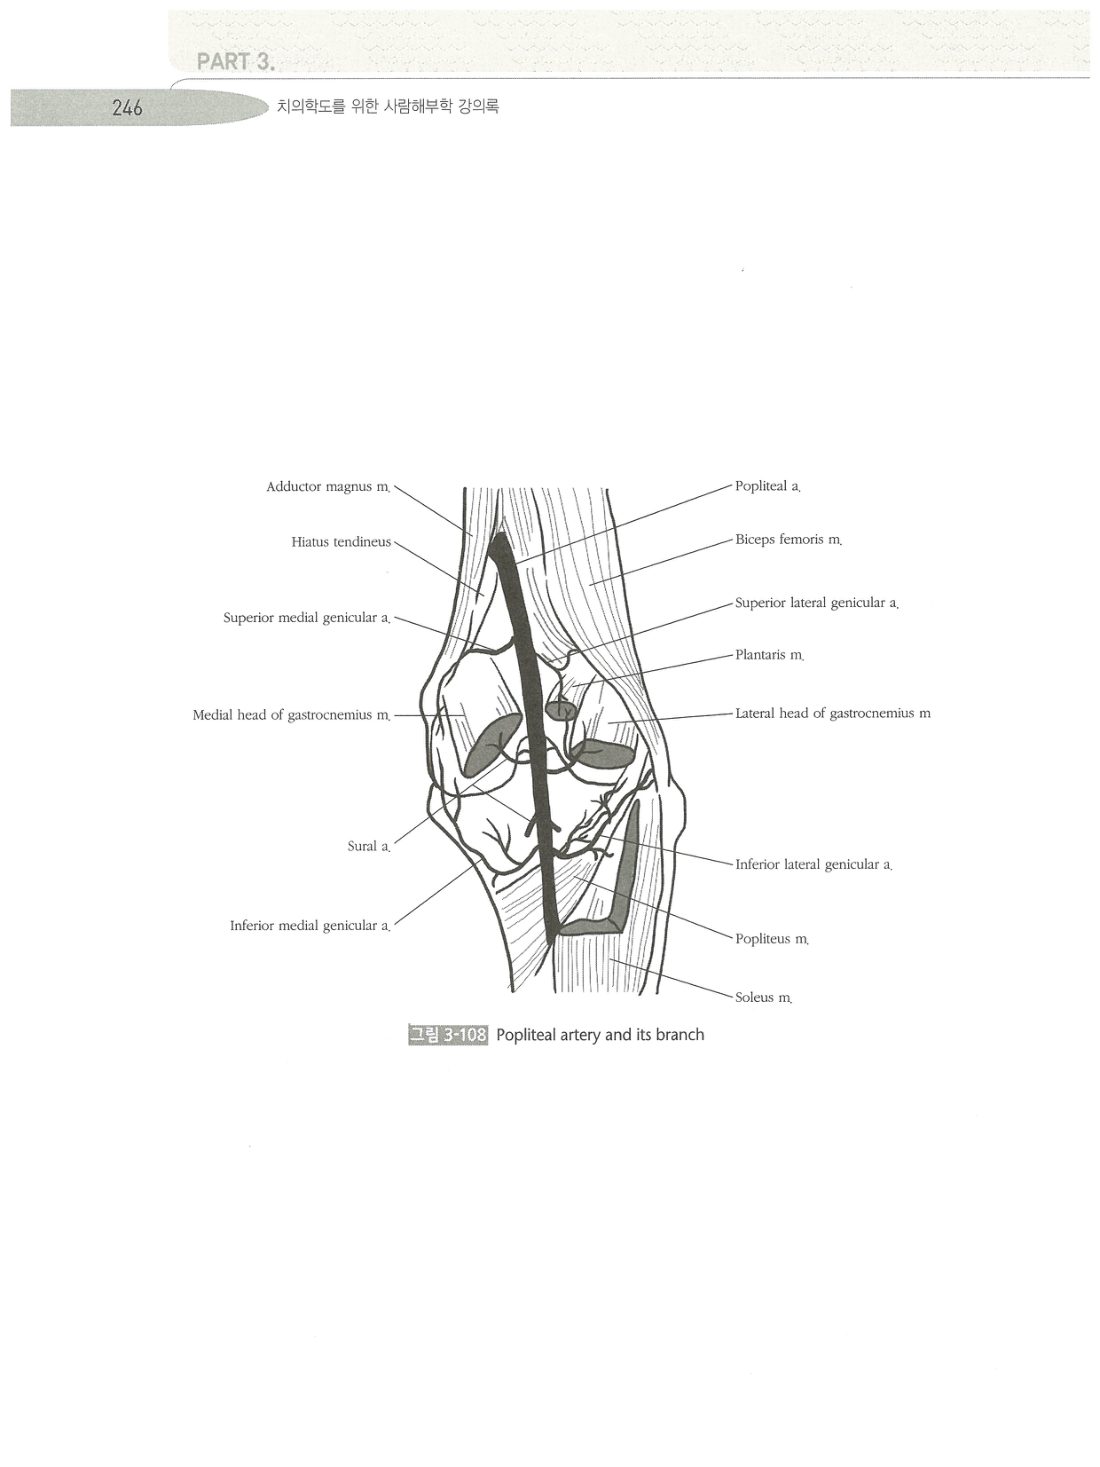 PART 3.
246
치의학도를 위한 사람해부학 강의록
Adductor magnus m.
Hiatus tendineus
Superior medial genicular a.
Medial head of gastrocnemius m.
Sural a.
Inferior medial genicular a.
Popliteal a.
Biceps femoris m.
Superior lateral genicular a.
Plantaris m.
Lateral head of gastrocnemius m
Inferior lateral genicular a.
Popliteus m.
Soleus m.
그림 3-108 Popliteal artery and its branch